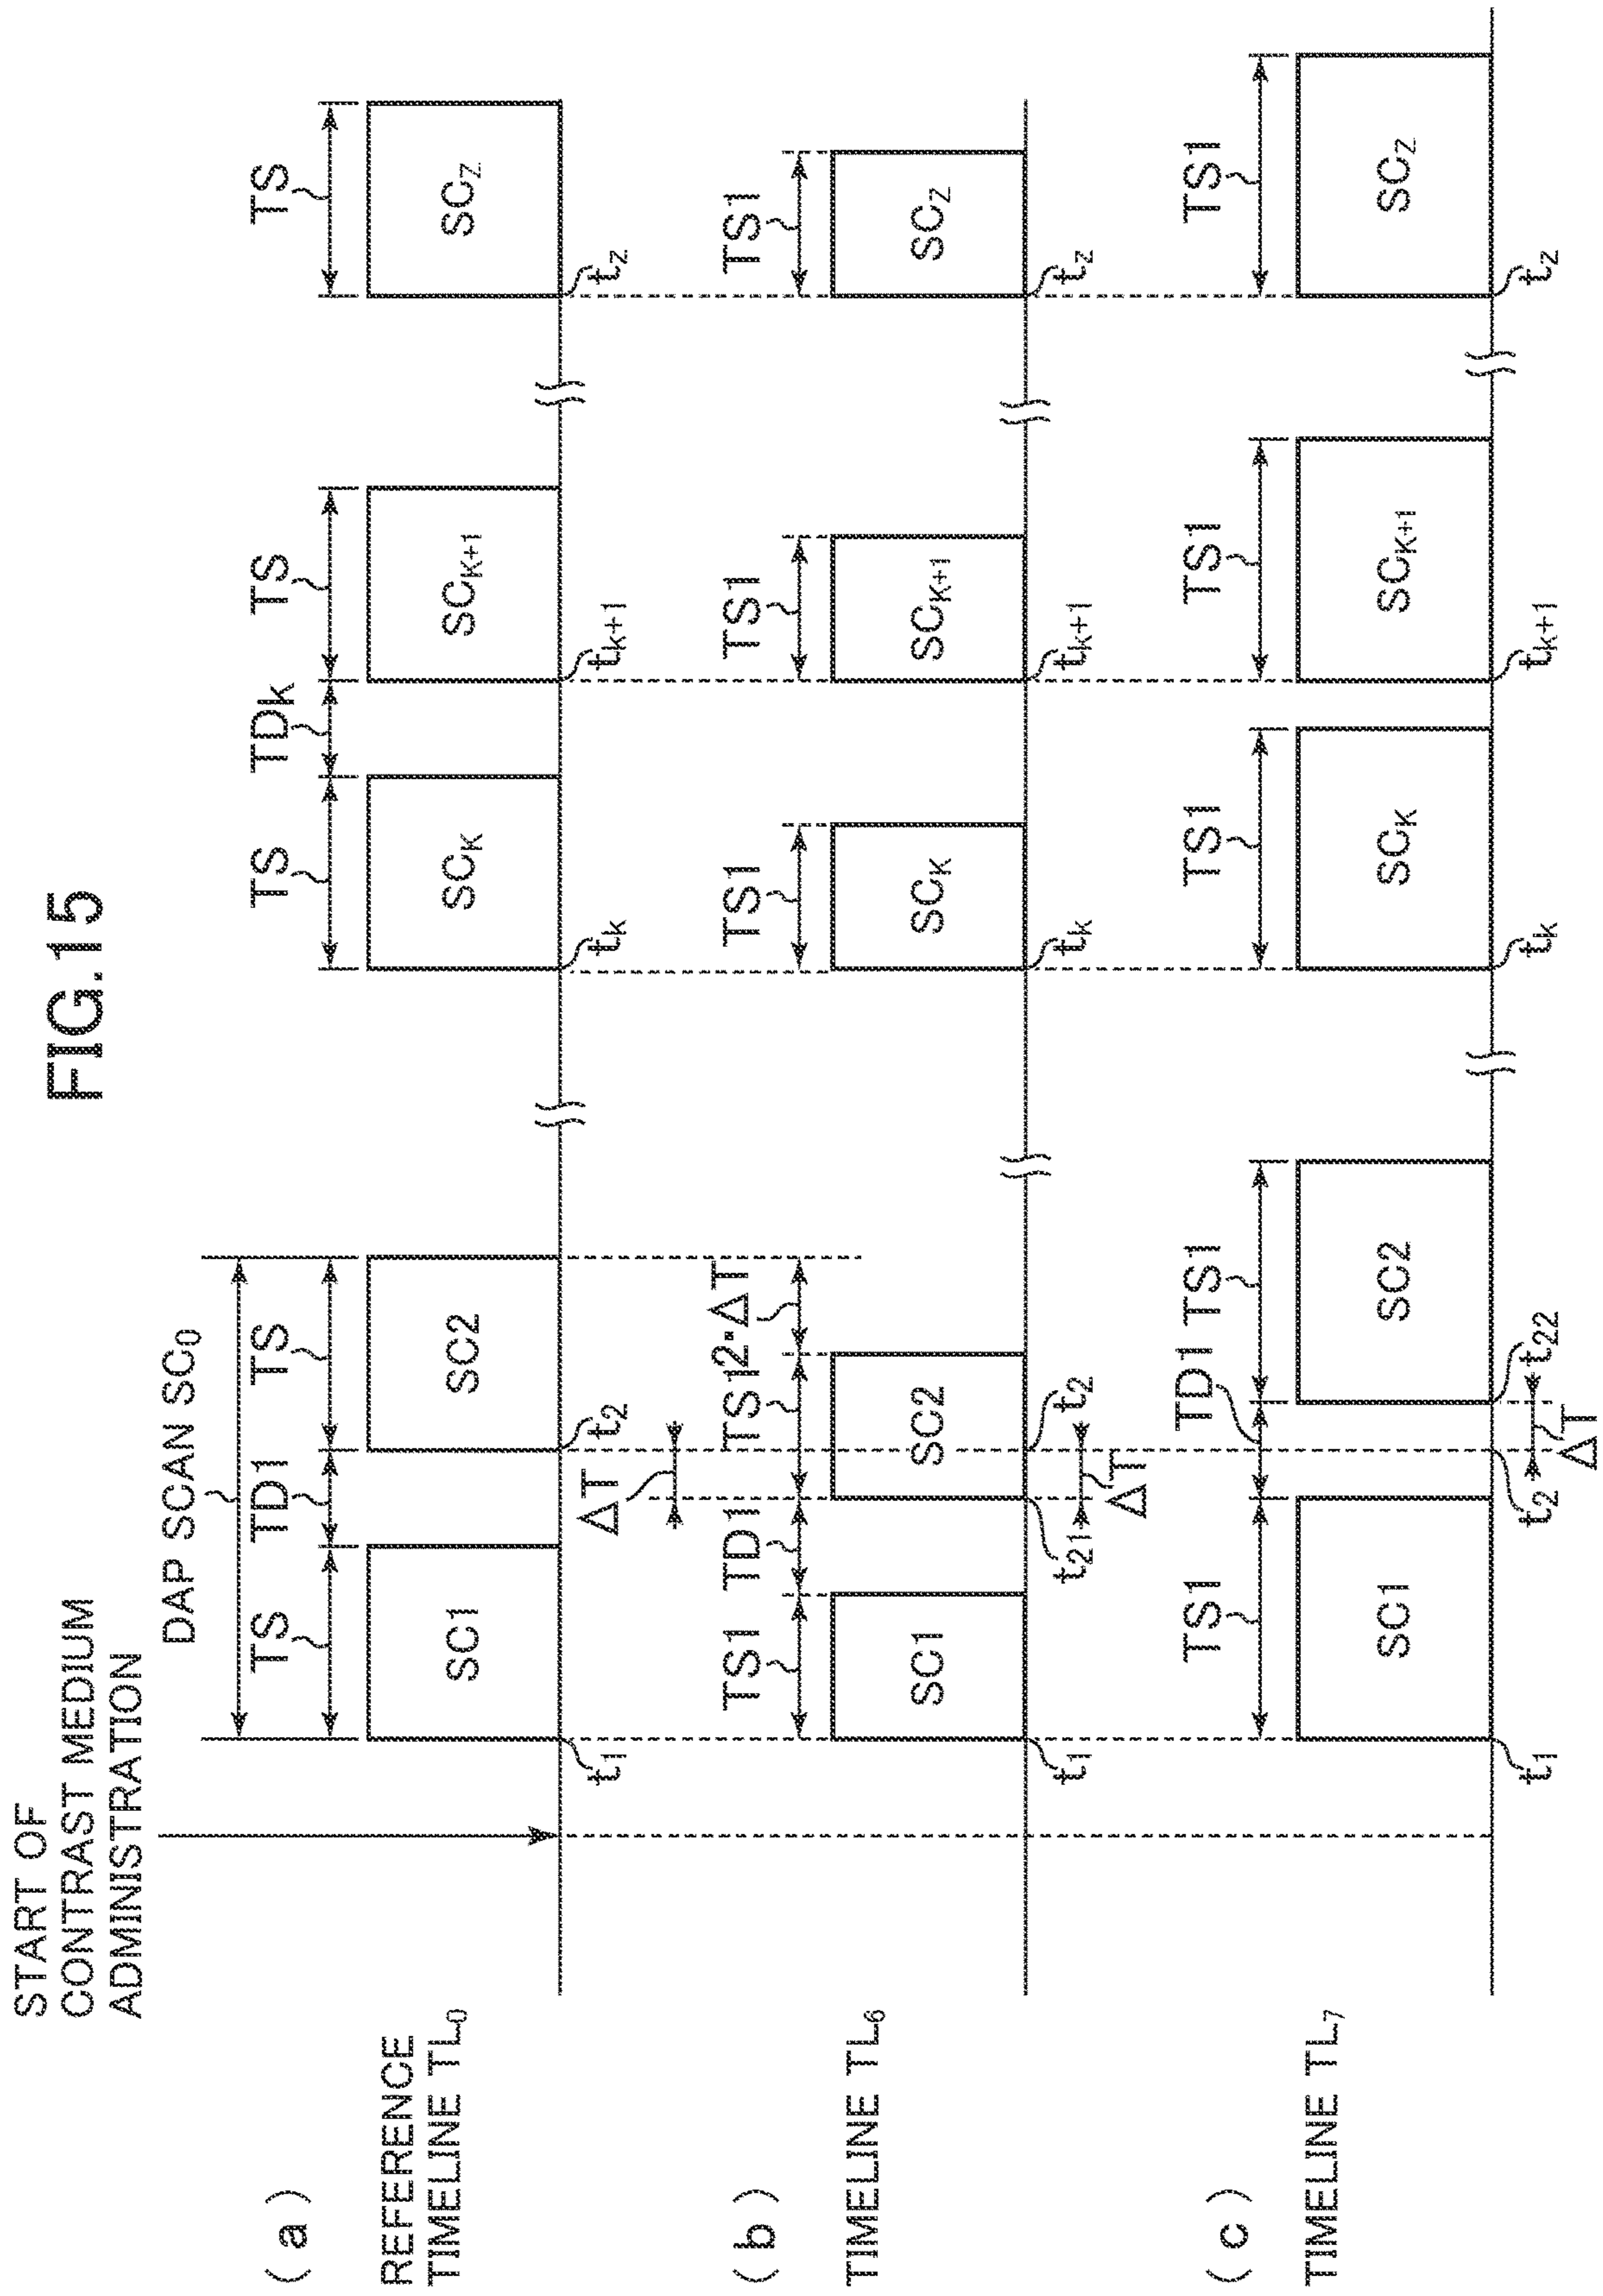 FIG.15
START OF
CONTRAST MEDIUM
ADMINISTRATION
DAP SCAN SC0
( a )
REFERENCE
TIMELINE TL0
TS
TD1
TS
TS
TDk
TS
TS
SC1
SC2
SCK
SCK+1
SCZ
t1
t2
tk
tk+1
tz
ΔT
( b )
TIMELINE TL6
TS1
TD1
TS1
2·ΔT
TS1
TS1
TS1
SC1
SC2
SCK
SCK+1
SCZ
t1
t21
t2
tk
tk+1
tz
ΔT
( c )
TIMELINE TL7
TS1
TD1
TS1
TS1
TS1
TS1
SC1
SC2
SCK
SCK+1
SCZ
t1
t2
t22
tk
tk+1
tz
ΔT